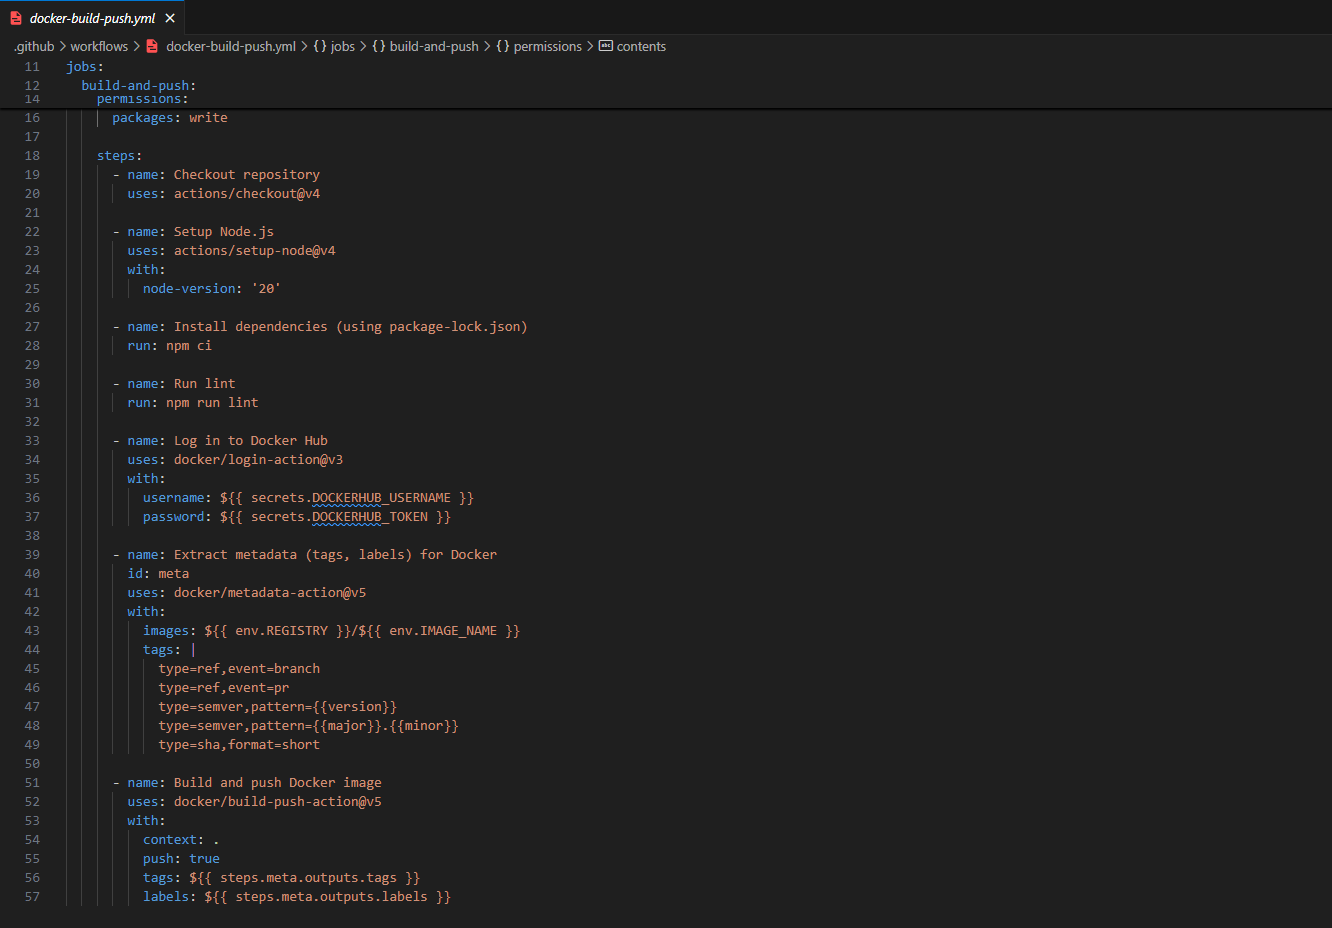 docker-build-push.yml ×
.github > workflows > docker-build-push.yml > {} jobs > {} build-and-push > {} permissions > abc contents
11 jobs:
12 build-and-push:
14 permissions:
16 packages: write
17
18 steps:
19 - name: Checkout repository
20 uses: actions/checkout@v4
21
22 - name: Setup Node.js
23 uses: actions/setup-node@v4
24 with:
25 node-version: '20'
26
27 - name: Install dependencies (using package-lock.json)
28 run: npm ci
29
30 - name: Run lint
31 run: npm run lint
32
33 - name: Log in to Docker Hub
34 uses: docker/login-action@v3
35 with:
36 username: ${{ secrets.DOCKERHUB_USERNAME }}
37 password: ${{ secrets.DOCKERHUB_TOKEN }}
38
39 - name: Extract metadata (tags, labels) for Docker
40 id: meta
41 uses: docker/metadata-action@v5
42 with:
43 images: ${{ env.REGISTRY }}/${{ env.IMAGE_NAME }}
44 tags: |
45 type=ref,event=branch
46 type=ref,event=pr
47 type=semver,pattern={{version}}
48 type=semver,pattern={{major}}.{{minor}}
49 type=sha,format=short
50
51 - name: Build and push Docker image
52 uses: docker/build-push-action@v5
53 with:
54 context: .
55 push: true
56 tags: ${{ steps.meta.outputs.tags }}
57 labels: ${{ steps.meta.outputs.labels }}